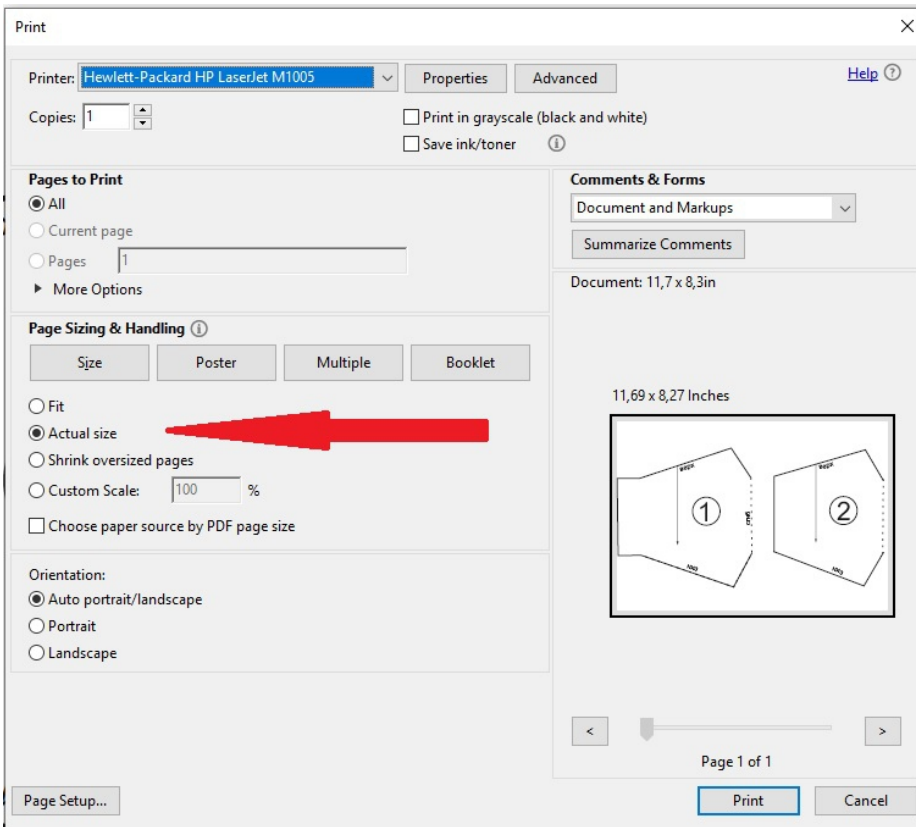 Print
Printer: Hewlett-Packard HP LaserJet M1005 Properties Advanced Help
Copies: 1 Print in grayscale (black and white)
Save ink/toner
Pages to Print
All
Current page
Pages 1
More Options
Comments & Forms
Document and Markups
Summarize Comments
Document: 11,7 x 8,3in
Page Sizing & Handling
Size Poster Multiple Booklet
Fit
Actual size
Shrink oversized pages
Custom Scale: 100 %
Choose paper source by PDF page size
11,69 x 8,27 Inches
1 2
Orientation:
Auto portrait/landscape
Portrait
Landscape
< >
Page 1 of 1
Page Setup... Print Cancel